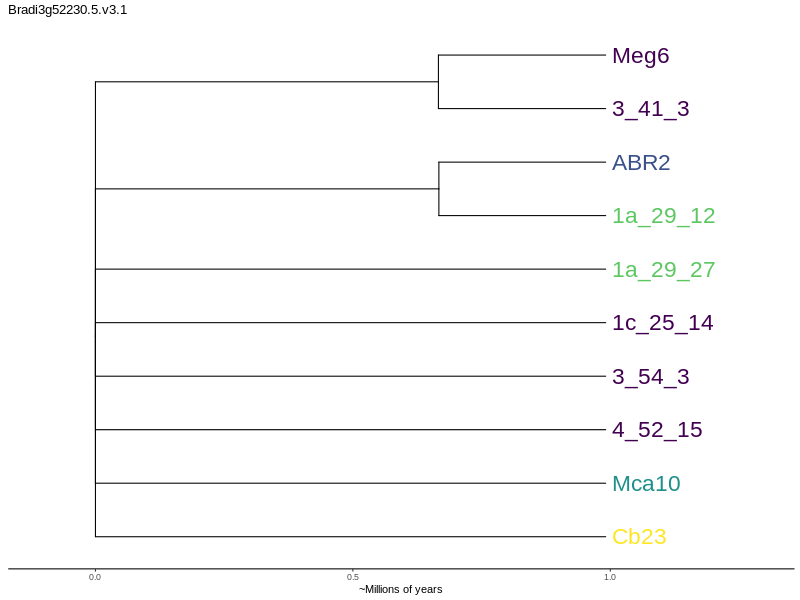 Bradi3g52230.5.v3.1
Meg6
3_41_3
ABR2
1a_29_12
1a_29_27
1c_25_14
3_54_3
4_52_15
Mca10
Cb23
0.0 0.5 1.0
~Millions of years